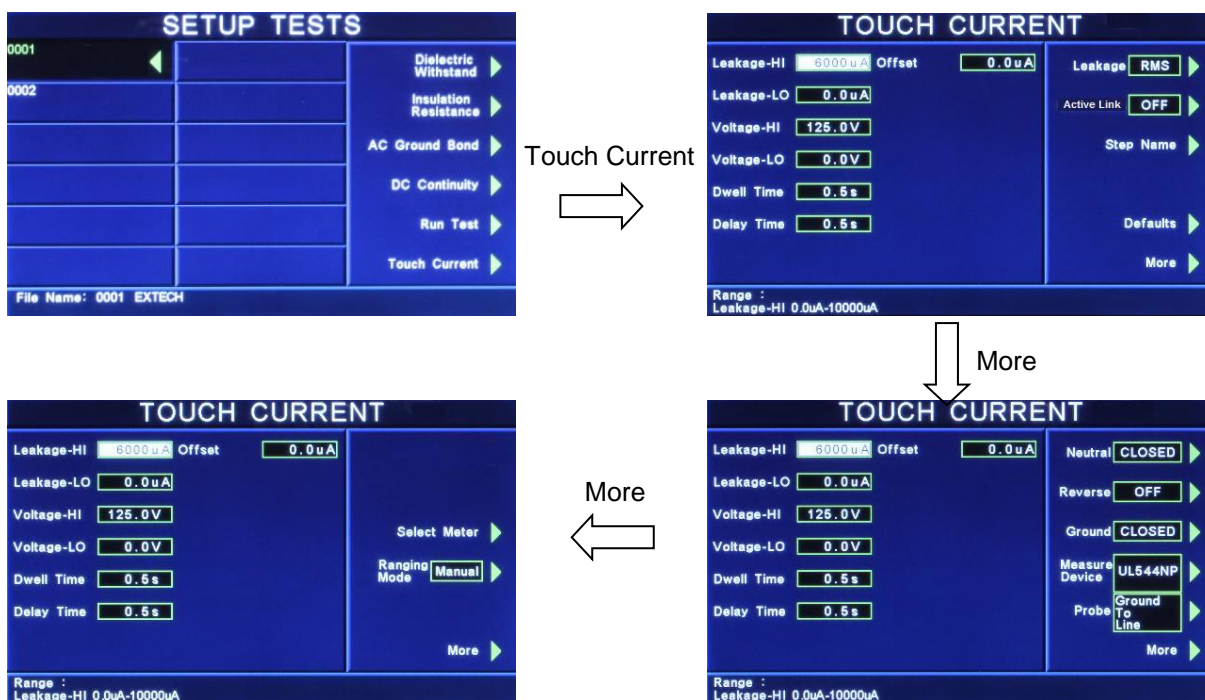 SETUP TESTS
0001
0002
Dielectric
Withstand
Insulation
Resistance
AC Ground Bond
DC Continuity
Run Test
Touch Current
File Name: 0001 EXTECH
Touch Current
TOUCH CURRENT
Leakage-HI 6000uA Offset 0.0uA
Leakage-LO 0.0uA
Voltage-HI 125.0V
Voltage-LO 0.0V
Dwell Time 0.5s
Delay Time 0.5s
Leakage RMS
Active Link OFF
Step Name
Defaults
More
Range :
Leakage-HI 0.0uA-10000uA
More
TOUCH CURRENT
Leakage-HI 6000uA Offset 0.0uA
Leakage-LO 0.0uA
Voltage-HI 125.0V
Voltage-LO 0.0V
Dwell Time 0.5s
Delay Time 0.5s
Neutral CLOSED
Reverse OFF
Ground CLOSED
Measure
Device UL544NP
Probe Ground
To
Line
More
Range :
Leakage-HI 0.0uA-10000uA
More
TOUCH CURRENT
Leakage-HI 6000uA Offset 0.0uA
Leakage-LO 0.0uA
Voltage-HI 125.0V
Voltage-LO 0.0V
Dwell Time 0.5s
Delay Time 0.5s
Select Meter
Ranging
Mode Manual
More
Range :
Leakage-HI 0.0uA-10000uA